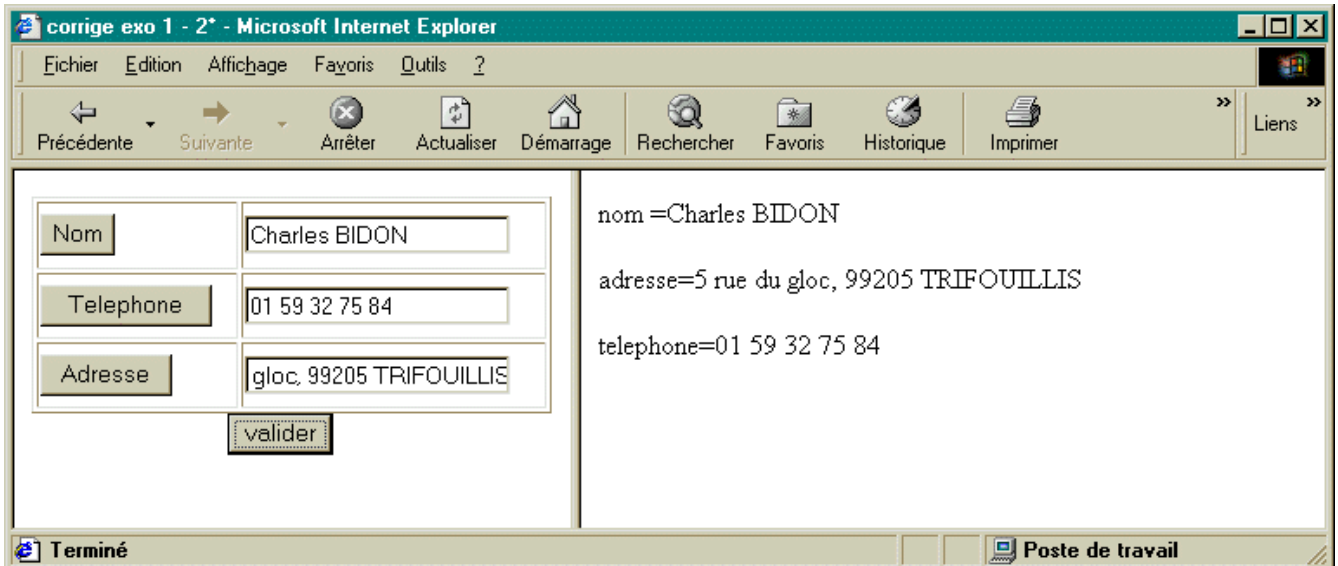 corrige exo 1 - 2* - Microsoft Internet Explorer
Fichier Edition Affichage Favoris Outils ?
Précédente Suivante Arrêter Actualiser Démarrage Rechercher Favoris Historique Imprimer » Liens »
Nom Charles BIDON
Telephone 01 59 32 75 84
Adresse gloc, 99205 TRIFOUILLIS
valider
nom =Charles BIDON
adresse=5 rue du gloc, 99205 TRIFOUILLIS
telephone=01 59 32 75 84
Terminé Poste de travail